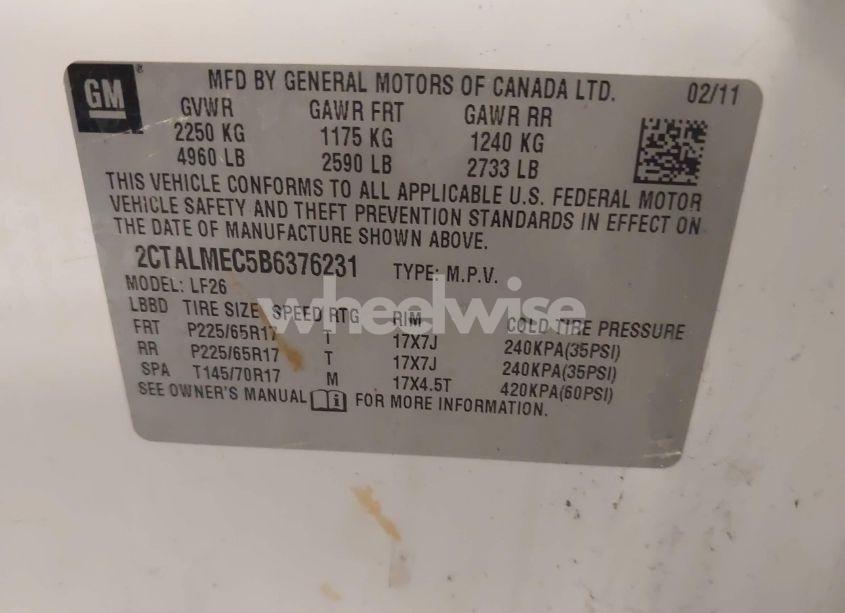 GM
MFD BY GENERAL MOTORS OF CANADA LTD. 02/11
GVWR GAWR FRT GAWR RR
2250 KG 1175 KG 1240 KG
4960 LB 2590 LB 2733 LB
THIS VEHICLE CONFORMS TO ALL APPLICABLE U.S. FEDERAL MOTOR
VEHICLE SAFETY AND THEFT PREVENTION STANDARDS IN EFFECT ON
THE DATE OF MANUFACTURE SHOWN ABOVE.
2CTALMEC5B6376231 TYPE: M.P.V.
MODEL: LF26
wheelwise
LBBD TIRE SIZE SPEED RTG RIM COLD TIRE PRESSURE
FRT P225/65R17 T 17X7J 240KPA(35PSI)
RR P225/65R17 T 17X7J 240KPA(35PSI)
SPA T145/70R17 M 17X4.5T 420KPA(60PSI)
SEE OWNER'S MANUAL FOR MORE INFORMATION.